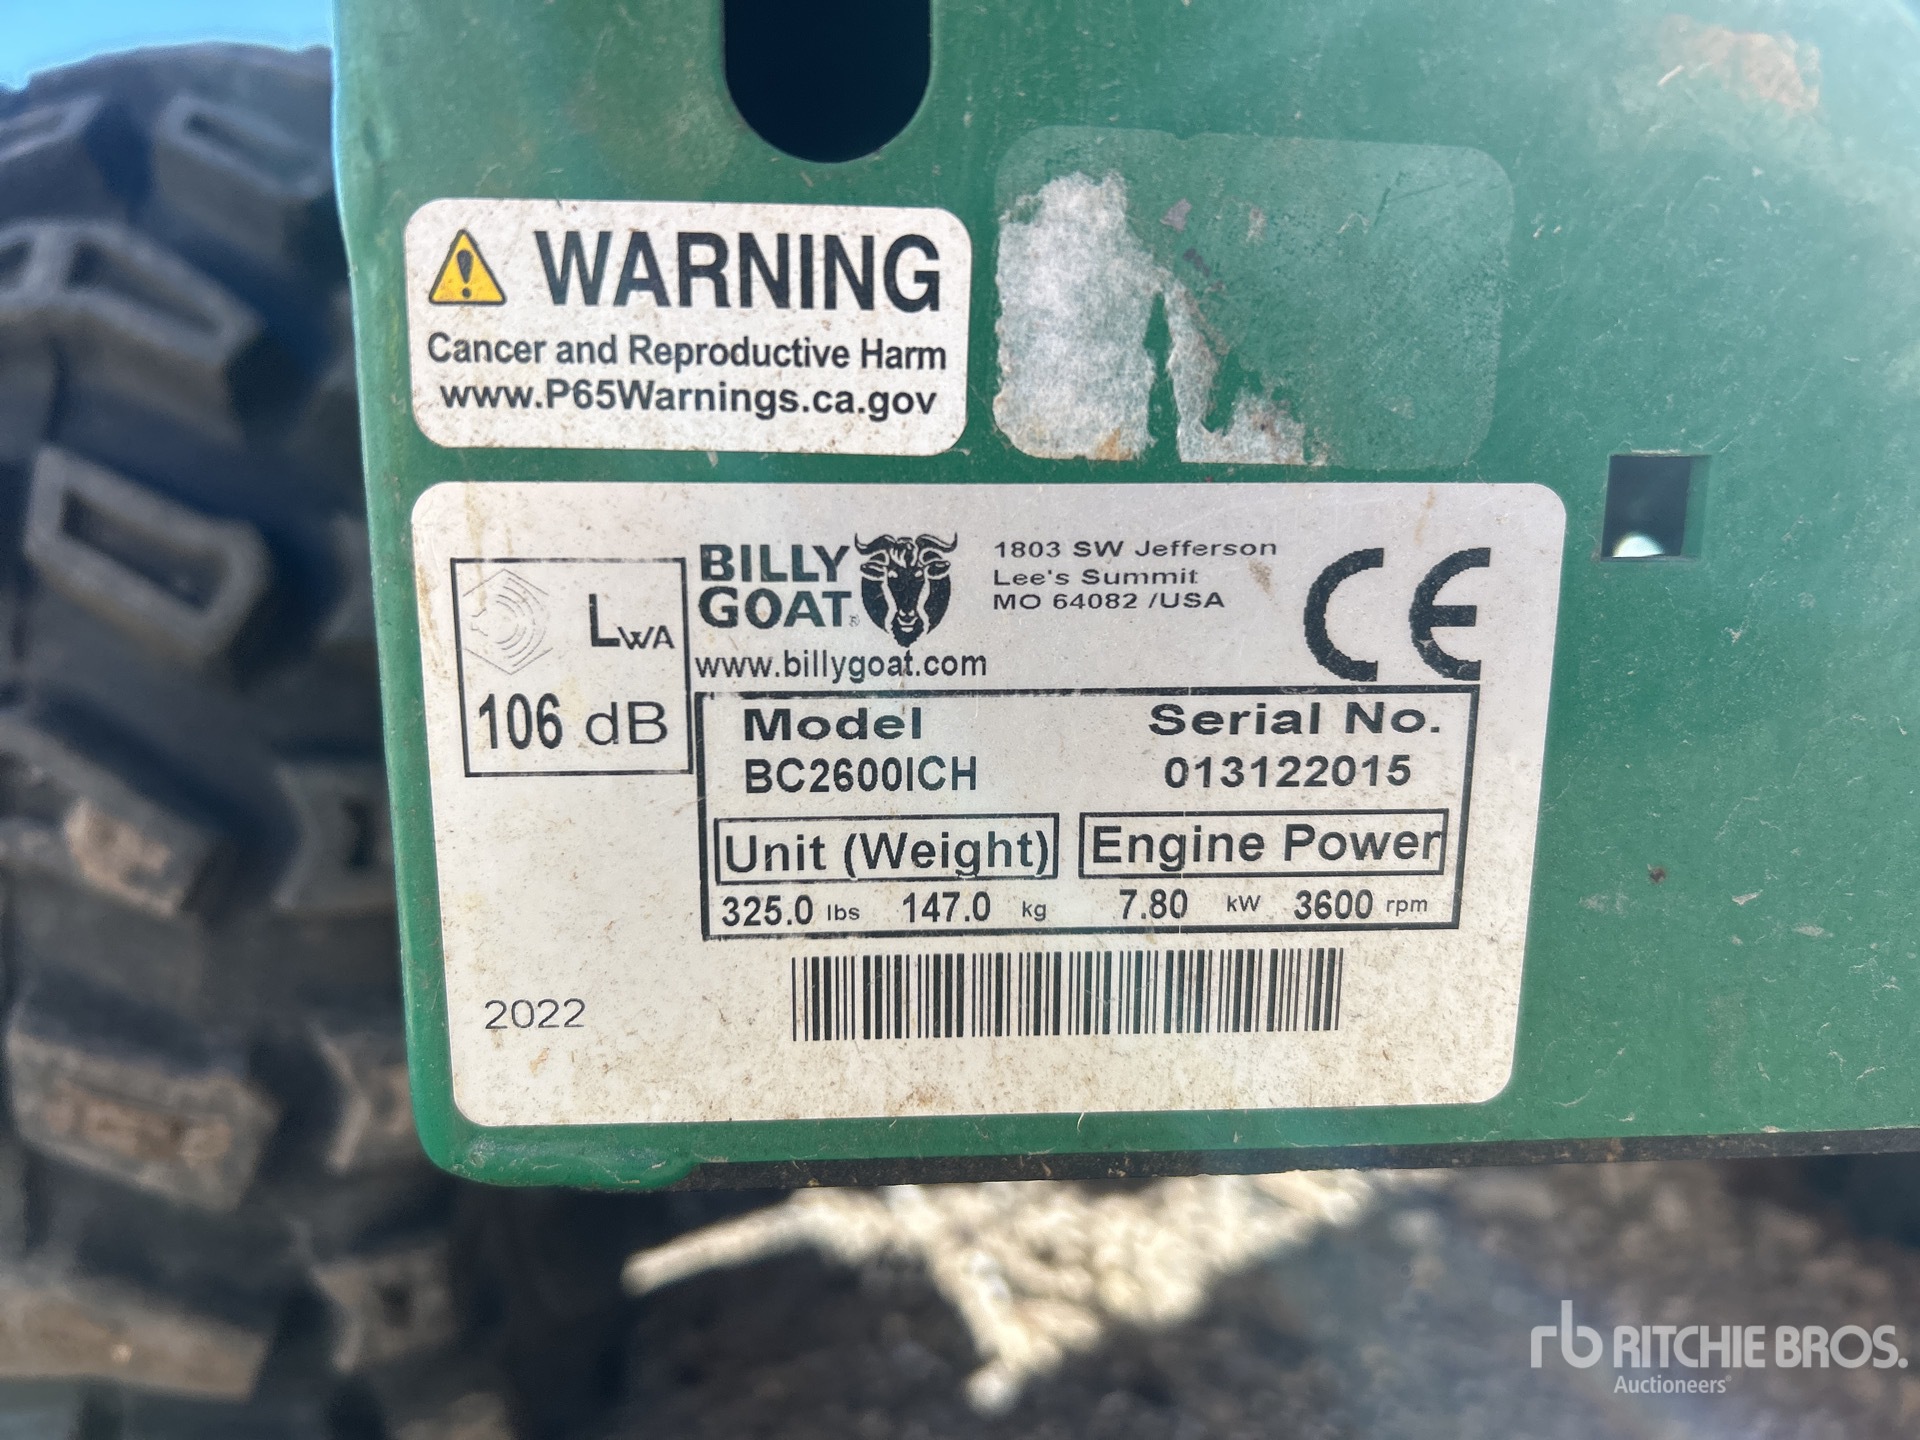 WARNING
Cancer and Reproductive Harm
www.P65Warnings.ca.gov
LWA
106 dB
BILLY
GOAT®
www.billygoat.com
1803 SW Jefferson
Lee's Summit
MO 64082 /USA
CE
Model Serial No.
BC2600ICH 013122015
Unit (Weight) Engine Power
325.0 lbs 147.0 kg 7.80 kW 3600 rpm
2022
rb RITCHIE BROS.
Auctioneers